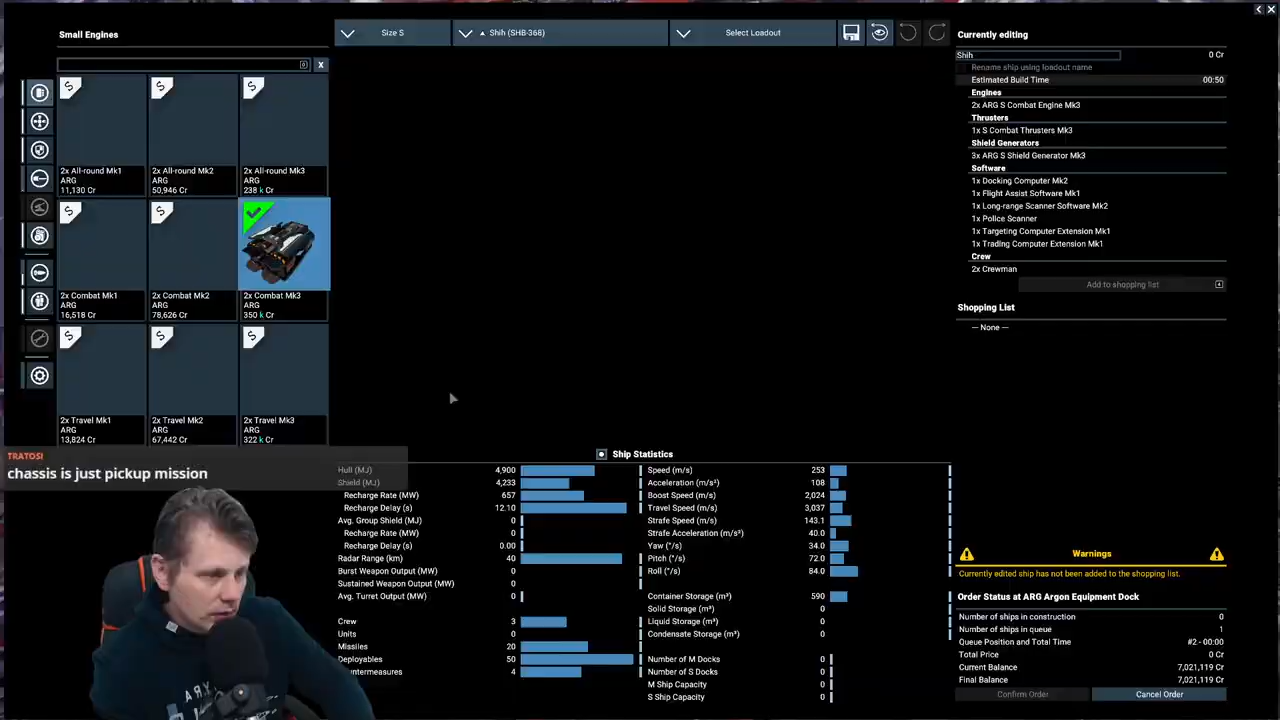 Small Engines
Size S
Shih (SHB-368)
Select Loadout
x
2x All-round Mk1
ARG
11,130 Cr
2x All-round Mk2
ARG
50,946 Cr
2x All-round Mk3
ARG
238 k Cr
2x Combat Mk1
ARG
16,518 Cr
2x Combat Mk2
ARG
78,626 Cr
2x Combat Mk3
ARG
350 k Cr
2x Travel Mk1
ARG
13,824 Cr
2x Travel Mk2
ARG
67,442 Cr
2x Travel Mk3
ARG
322 k Cr
TRATOSI
chassis is just pickup mission
Ship Statistics
Hull (MJ) 4,900
Shield (MJ) 4,233
Recharge Rate (MW) 657
Recharge Delay (s) 12.10
Avg. Group Shield (MJ) 0
Recharge Rate (MW) 0
Recharge Delay (s) 0.00
Radar Range (km) 40
Burst Weapon Output (MW) 0
Sustained Weapon Output (MW) 0
Avg. Turret Output (MW) 0
Crew 3
Units 0
Missiles 20
Deployables 50
ountermeasures 4
Speed (m/s) 253
Acceleration (m/s²) 108
Boost Speed (m/s) 2,024
Travel Speed (m/s) 3,037
Strafe Speed (m/s) 143.1
Strafe Acceleration (m/s²) 40.0
Yaw (°/s) 34.0
Pitch (°/s) 72.0
Roll (°/s) 84.0
Container Storage (m³) 590
Solid Storage (m³) 0
Liquid Storage (m³) 0
Condensate Storage (m³) 0
Number of M Docks 0
Number of S Docks 0
M Ship Capacity 0
S Ship Capacity 0
Currently editing
Shih 0 Cr
Rename ship using loadout name
Estimated Build Time 00:50
Engines
2x ARG S Combat Engine Mk3
Thrusters
1x S Combat Thrusters Mk3
Shield Generators
3x ARG S Shield Generator Mk3
Software
1x Docking Computer Mk2
1x Flight Assist Software Mk1
1x Long-range Scanner Software Mk2
1x Police Scanner
1x Targeting Computer Extension Mk1
1x Trading Computer Extension Mk1
Crew
2x Crewman
Add to shopping list
Shopping List
— None —
Warnings
Currently edited ship has not been added to the shopping list.
Order Status at ARG Argon Equipment Dock
Number of ships in construction 0
Number of ships in queue 1
Queue Position and Total Time #2 - 00:00
Total Price 0 Cr
Current Balance 7,021,119 Cr
Final Balance 7,021,119 Cr
Confirm Order
Cancel Order